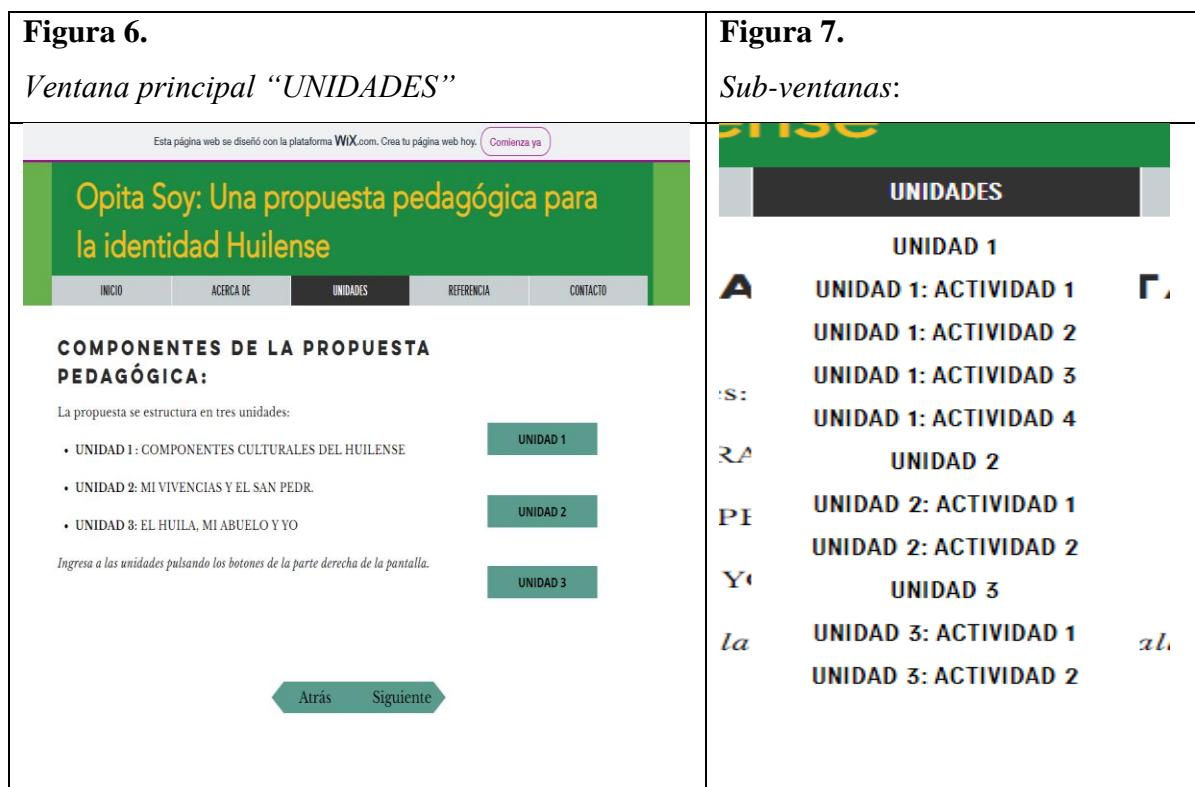 Figura 6.
Ventana principal “UNIDADES”
Esta página web se diseñó con la plataforma WiX.com. Crea tu página web hoy. Comienza ya
Opita Soy: Una propuesta pedagógica para
la identidad Huilense
INICIO ACERCA DE UNIDADES REFERENCIA CONTACTO
COMPONENTES DE LA PROPUESTA
PEDAGÓGICA:
La propuesta se estructura en tres unidades:
• UNIDAD 1: COMPONENTES CULTURALES DEL HUILENSE
• UNIDAD 2: MI VIVENCIAS Y EL SAN PEDR.
• UNIDAD 3: EL HUILA, MI ABUELO Y YO
Ingresa a las unidades pulsando los botones de la parte derecha de la pantalla.
UNIDAD 1
UNIDAD 2
UNIDAD 3
Atrás Siguiente
Figura 7.
Sub-ventanas:
UNIDADES
UNIDAD 1
UNIDAD 1: ACTIVIDAD 1
UNIDAD 1: ACTIVIDAD 2
UNIDAD 1: ACTIVIDAD 3
UNIDAD 1: ACTIVIDAD 4
UNIDAD 2
UNIDAD 2: ACTIVIDAD 1
UNIDAD 2: ACTIVIDAD 2
UNIDAD 3
UNIDAD 3: ACTIVIDAD 1
UNIDAD 3: ACTIVIDAD 2
la